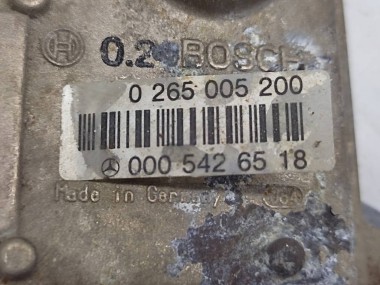 0.2 BOSCH
0 265 005 200
000 542 65 18
Made in Germany